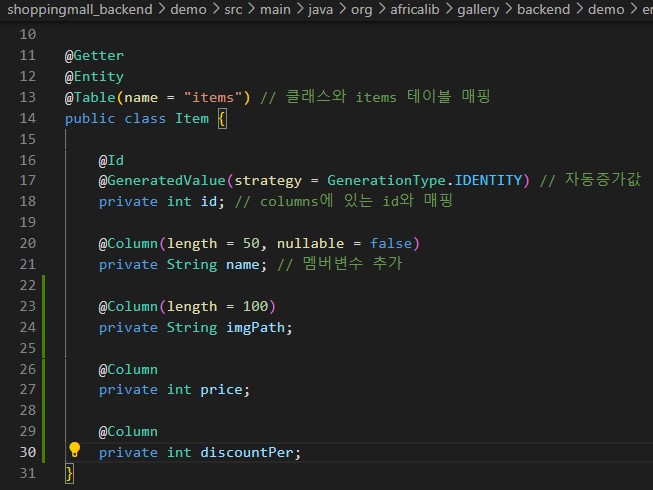 shoppingmall_backend > demo > src > main > java > org > africalib > gallery > backend > demo > e
10
11 @Getter
12 @Entity
13 @Table(name = "items") // 클래스와 items 테이블 매핑
14 public class Item {
15
16 @Id
17 @GeneratedValue(strategy = GenerationType.IDENTITY) // 자동증가값
18 private int id; // columns에 있는 id와 매핑
19
20 @Column(length = 50, nullable = false)
21 private String name; // 멤버변수 추가
22
23 @Column(length = 100)
24 private String imgPath;
25
26 @Column
27 private int price;
28
29 @Column
30 private int discountPer;
31 }